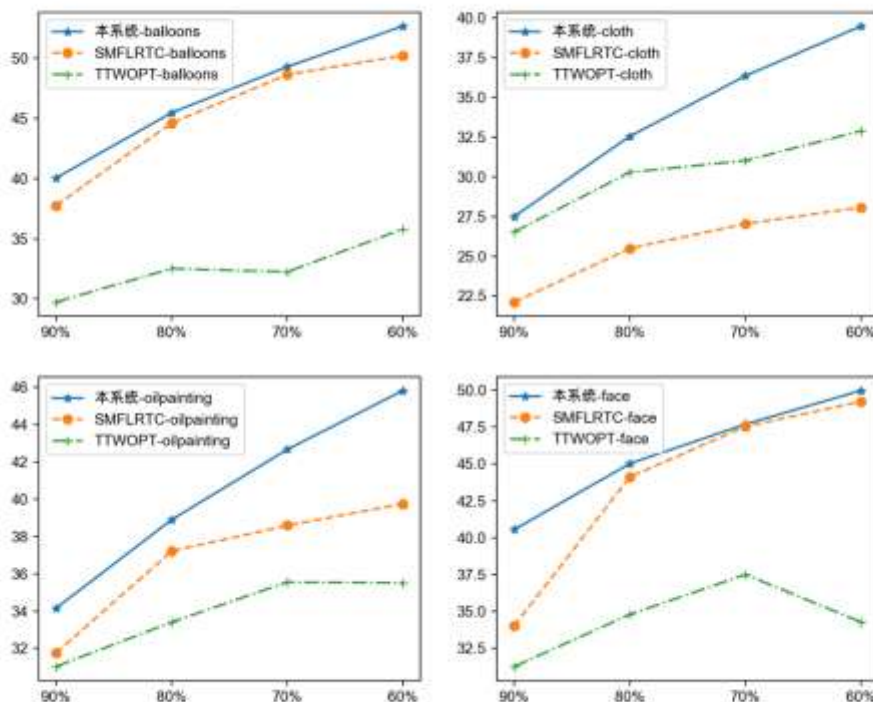 本系统-balloons
SMFLRTC-balloons
TTWOPT-balloons
50
45
40
35
30
90% 80% 70% 60%
本系统-cloth
SMFLRTC-cloth
TTWOPT-cloth
40.0
37.5
35.0
32.5
30.0
27.5
25.0
22.5
90% 80% 70% 60%
本系统-oilpainting
SMFLRTC-oilpainting
TTWOPT-oilpainting
46
44
42
40
38
36
34
32
90% 80% 70% 60%
本系统-face
SMFLRTC-face
TTWOPT-face
50.0
47.5
45.0
42.5
40.0
37.5
35.0
32.5
90% 80% 70% 60%